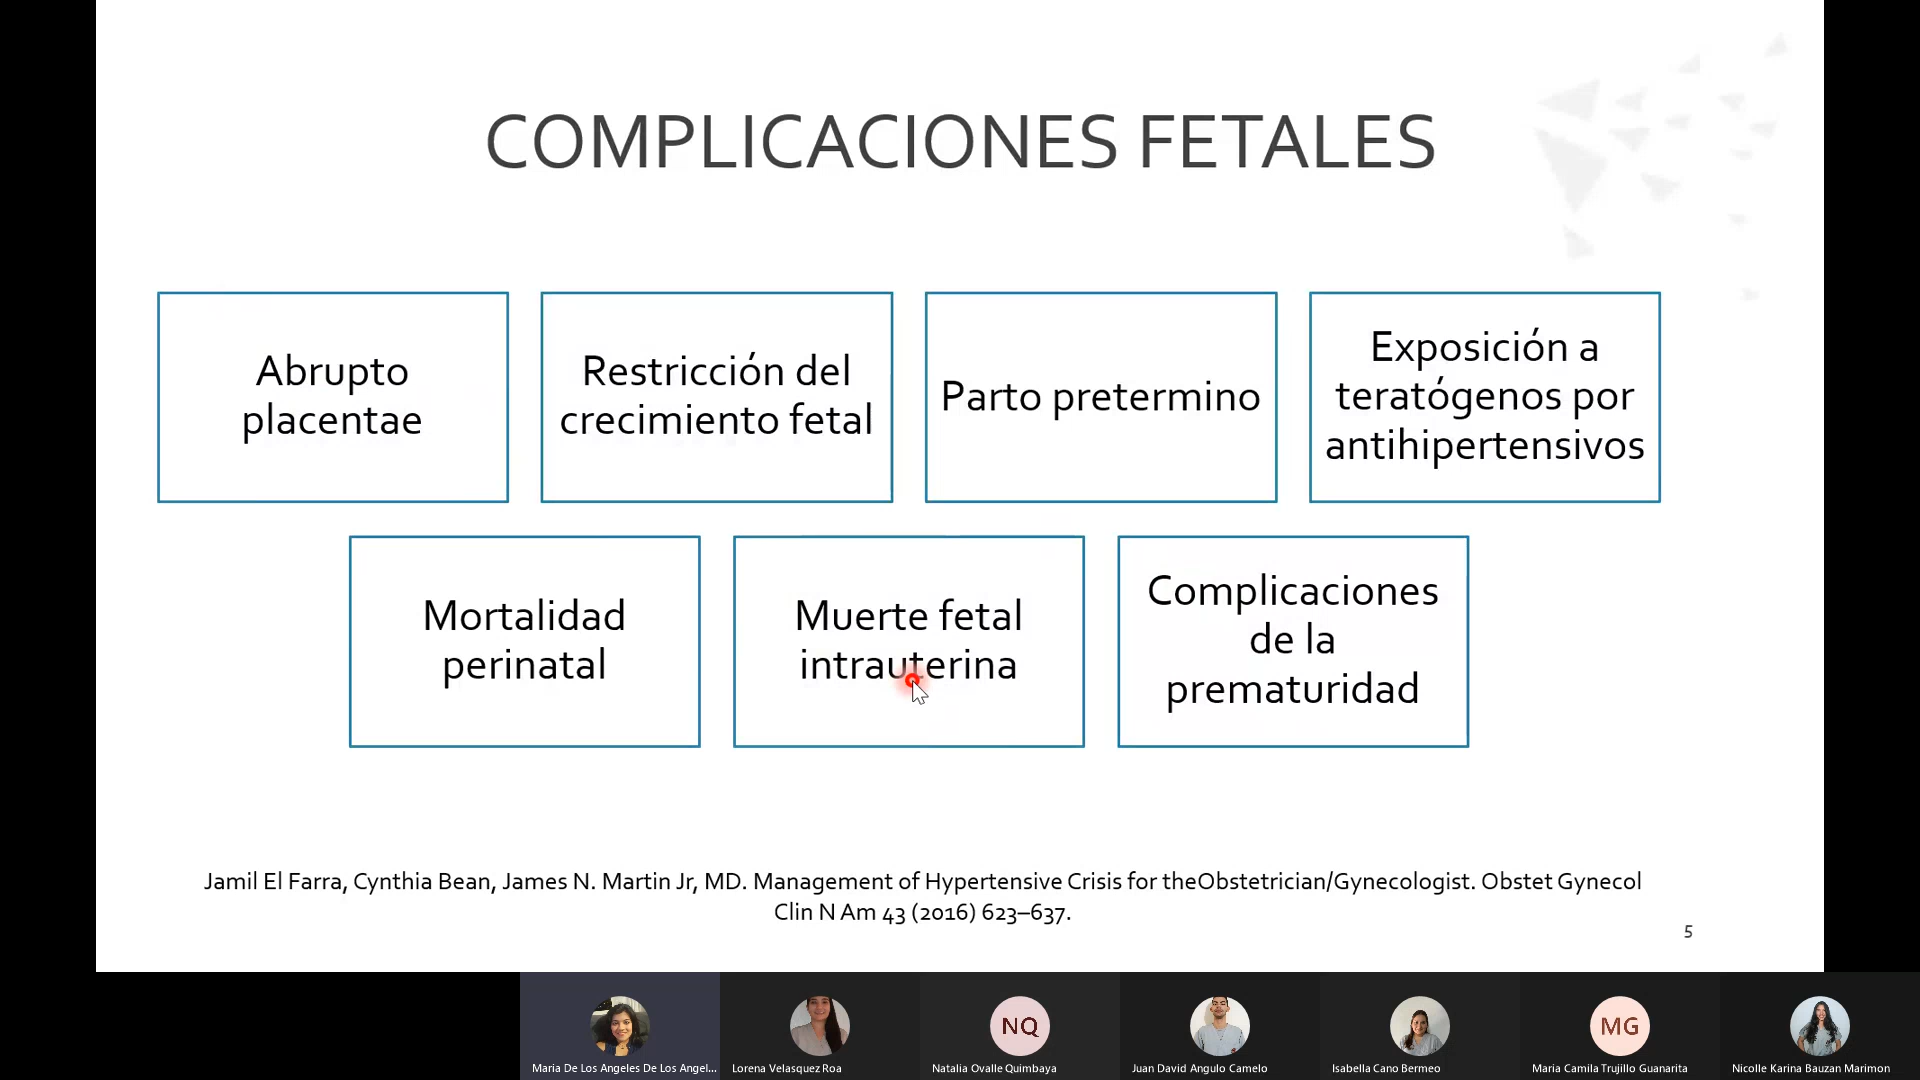 COMPLICACIONES FETALES
Abrupto
placentae
Restricción del
crecimiento fetal
Parto pretermino
Exposición a
teratógenos por
antihipertensivos
Mortalidad
perinatal
Muerte fetal
intrauterina
Complicaciones
de la
prematuridad
Jamil El Farra, Cynthia Bean, James N. Martin Jr, MD. Management of Hypertensive Crisis for theObstetrician/Gynecologist. Obstet Gynecol
Clin N Am 43 (2016) 623–637.
5
NQ
MG
Maria De Los Angeles De Los Angel...
Lorena Velasquez Roa
Natalia Ovalle Quimbaya
Juan David Angulo Camelo
Isabella Cano Bermeo
Maria Camila Trujillo Guanarita
Nicolle Karina Bauzan Marimon